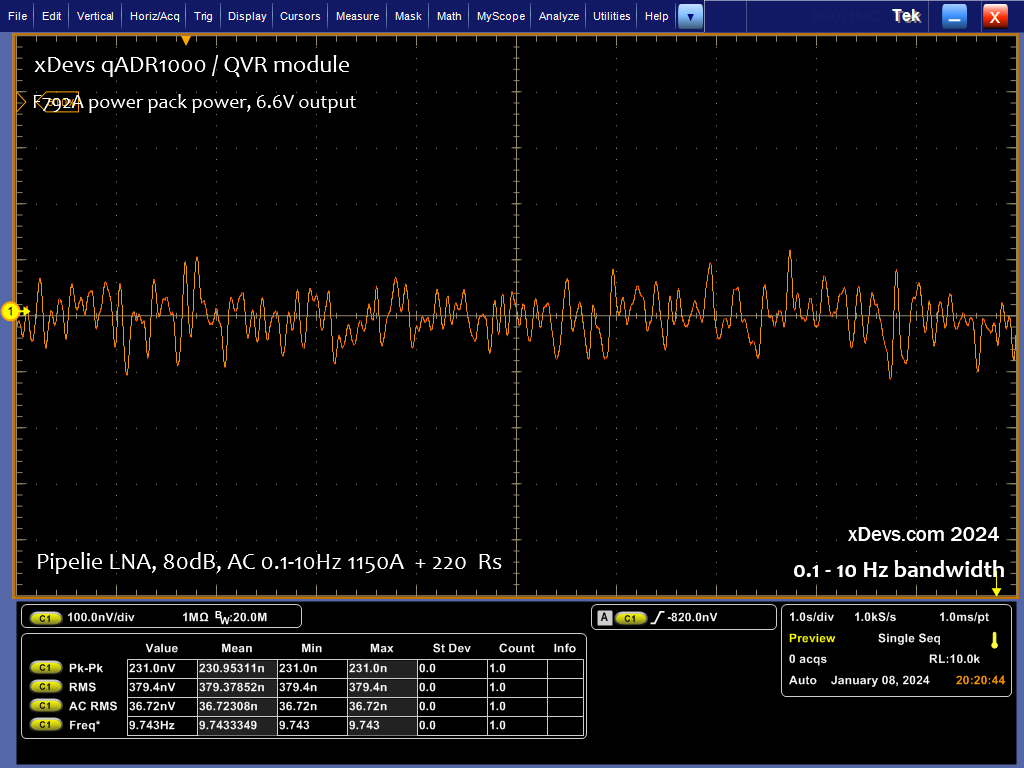 File Edit Vertical Horiz/Acq Trig Display Cursors Measure Mask Math MyScope Analyze Utilities Help Tek X
xDevs qADR1000 / QVR module
F792A power pack power, 6.6V output
1
Pipelie LNA, 80dB, AC 0.1-10Hz 1150A + 220 Rs
xDevs.com 2024
0.1 - 10 Hz bandwidth
C1 100.0nV/div 1MΩ BW:20.0M
A C1 -820.0nV
1.0s/div 1.0kS/s 1.0ms/pt
Preview Single Seq
0 acqs RL:10.0k
Auto January 08, 2024 20:20:44
Value Mean Min Max St Dev Count Info
C1 Pk-Pk 231.0nV 230.95311n 231.0n 231.0n 0.0 1.0
C1 RMS 379.4nV 379.37852n 379.4n 379.4n 0.0 1.0
C1 AC RMS 36.72nV 36.72308n 36.72n 36.72n 0.0 1.0
C1 Freq* 9.743Hz 9.7433349 9.743 9.743 0.0 1.0